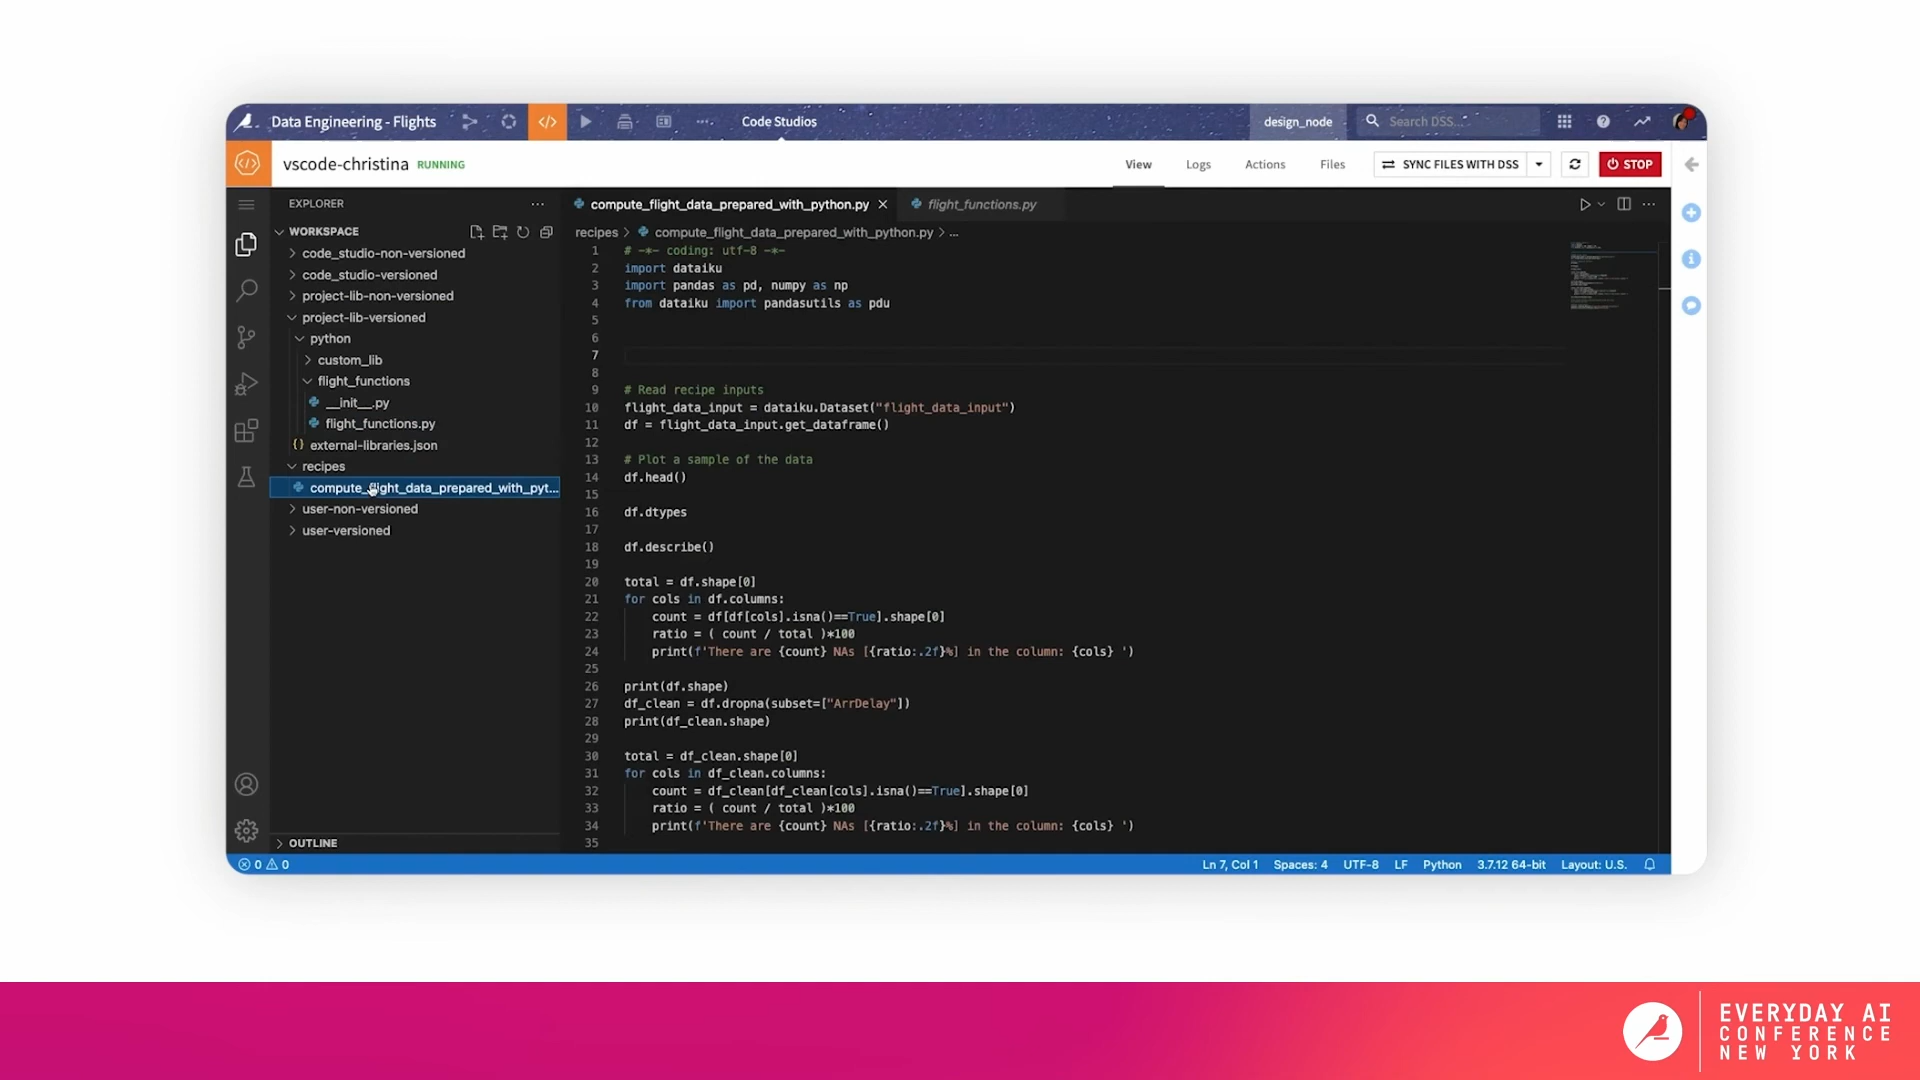 Data Engineering - Flights
Code Studios
design_node
Search DSS...
vscode-christina RUNNING
View
Logs
Actions
Files
SYNC FILES WITH DSS
STOP
EXPLORER
WORKSPACE
code_studio-non-versioned
code_studio-versioned
project-lib-non-versioned
project-lib-versioned
python
custom_lib
flight_functions
__init__.py
flight_functions.py
external-libraries.json
recipes
compute_flight_data_prepared_with_pyt...
user-non-versioned
user-versioned
OUTLINE
compute_flight_data_prepared_with_python.py
flight_functions.py
recipes > compute_flight_data_prepared_with_python.py > ...
1 # -*- coding: utf-8 -*-
2 import dataiku
3 import pandas as pd, numpy as np
4 from dataiku import pandasutils as pdu
5
6
7
8
9 # Read recipe inputs
10 flight_data_input = dataiku.Dataset("flight_data_input")
11 df = flight_data_input.get_dataframe()
12
13 # Plot a sample of the data
14 df.head()
15
16 df.dtypes
17
18 df.describe()
19
20 total = df.shape[0]
21 for cols in df.columns:
22 count = df[df[cols].isna()==True].shape[0]
23 ratio = ( count / total )*100
24 print(f'There are {count} NAs [{ratio:.2f}%] in the column: {cols} ')
25
26 print(df.shape)
27 df_clean = df.dropna(subset=["ArrDelay"])
28 print(df_clean.shape)
29
30 total = df_clean.shape[0]
31 for cols in df_clean.columns:
32 count = df_clean[df_clean[cols].isna()==True].shape[0]
33 ratio = ( count / total )*100
34 print(f'There are {count} NAs [{ratio:.2f}%] in the column: {cols} ')
35
0 0
Ln 7, Col 1
Spaces: 4
UTF-8
LF
Python
3.7.12 64-bit
Layout: U.S.
EVERYDAY AI
CONFERENCE
NEW YORK